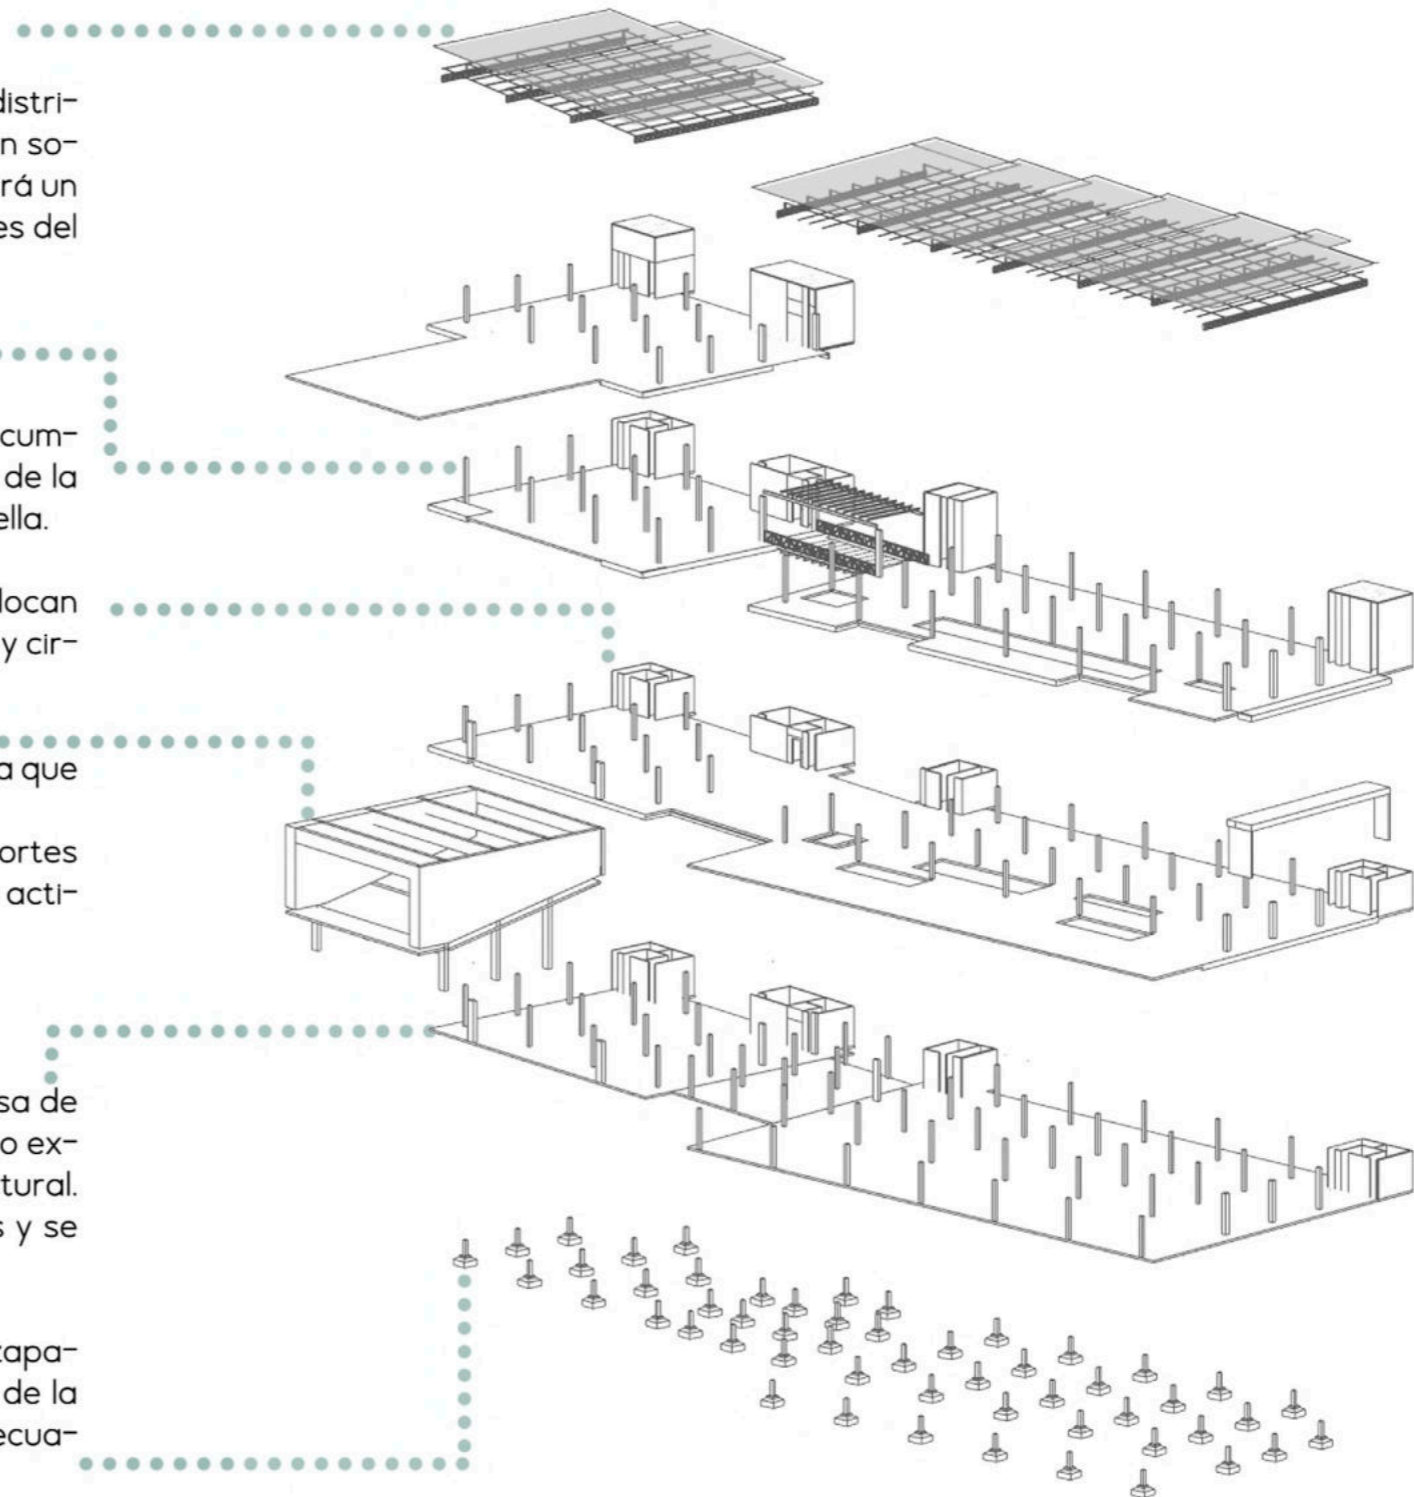 distri-
n so-
rá un
es del
cum-
de la
ella.
locan
y cir-
a que
ortes
acti-
sa de
o ex-
tural.
s y se
zapa-
de la
ecua-